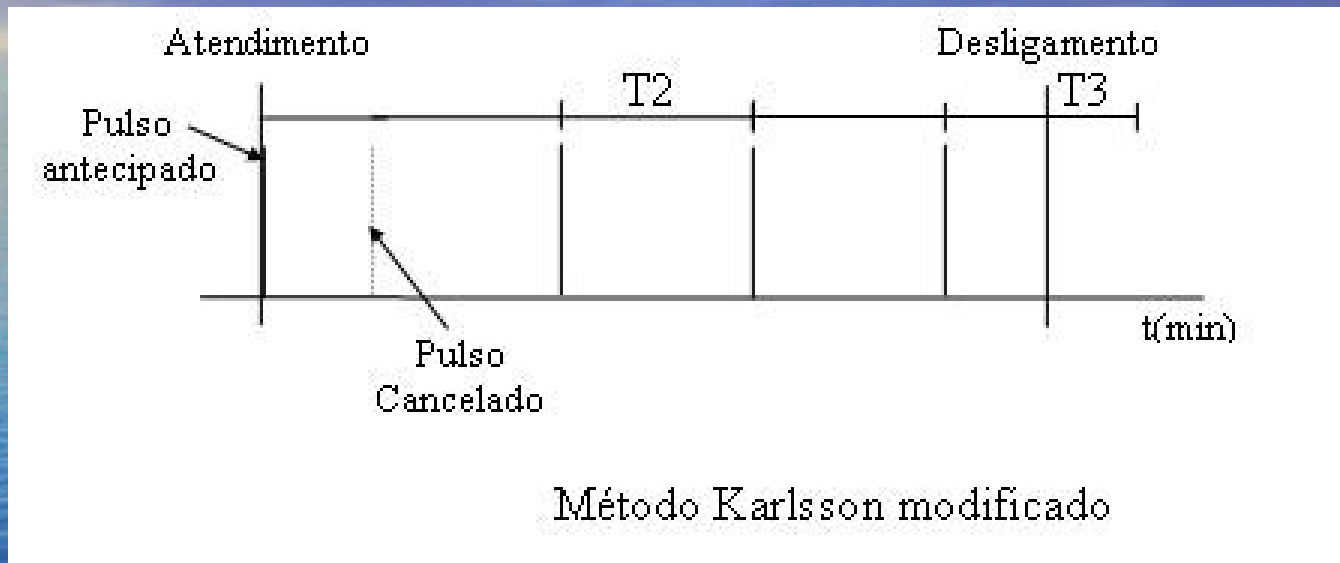 Atendimento
Desligamento
T2
T3
Pulso
antecipado
t(min)
Pulso
Cancelado
Método Karlsson modificado